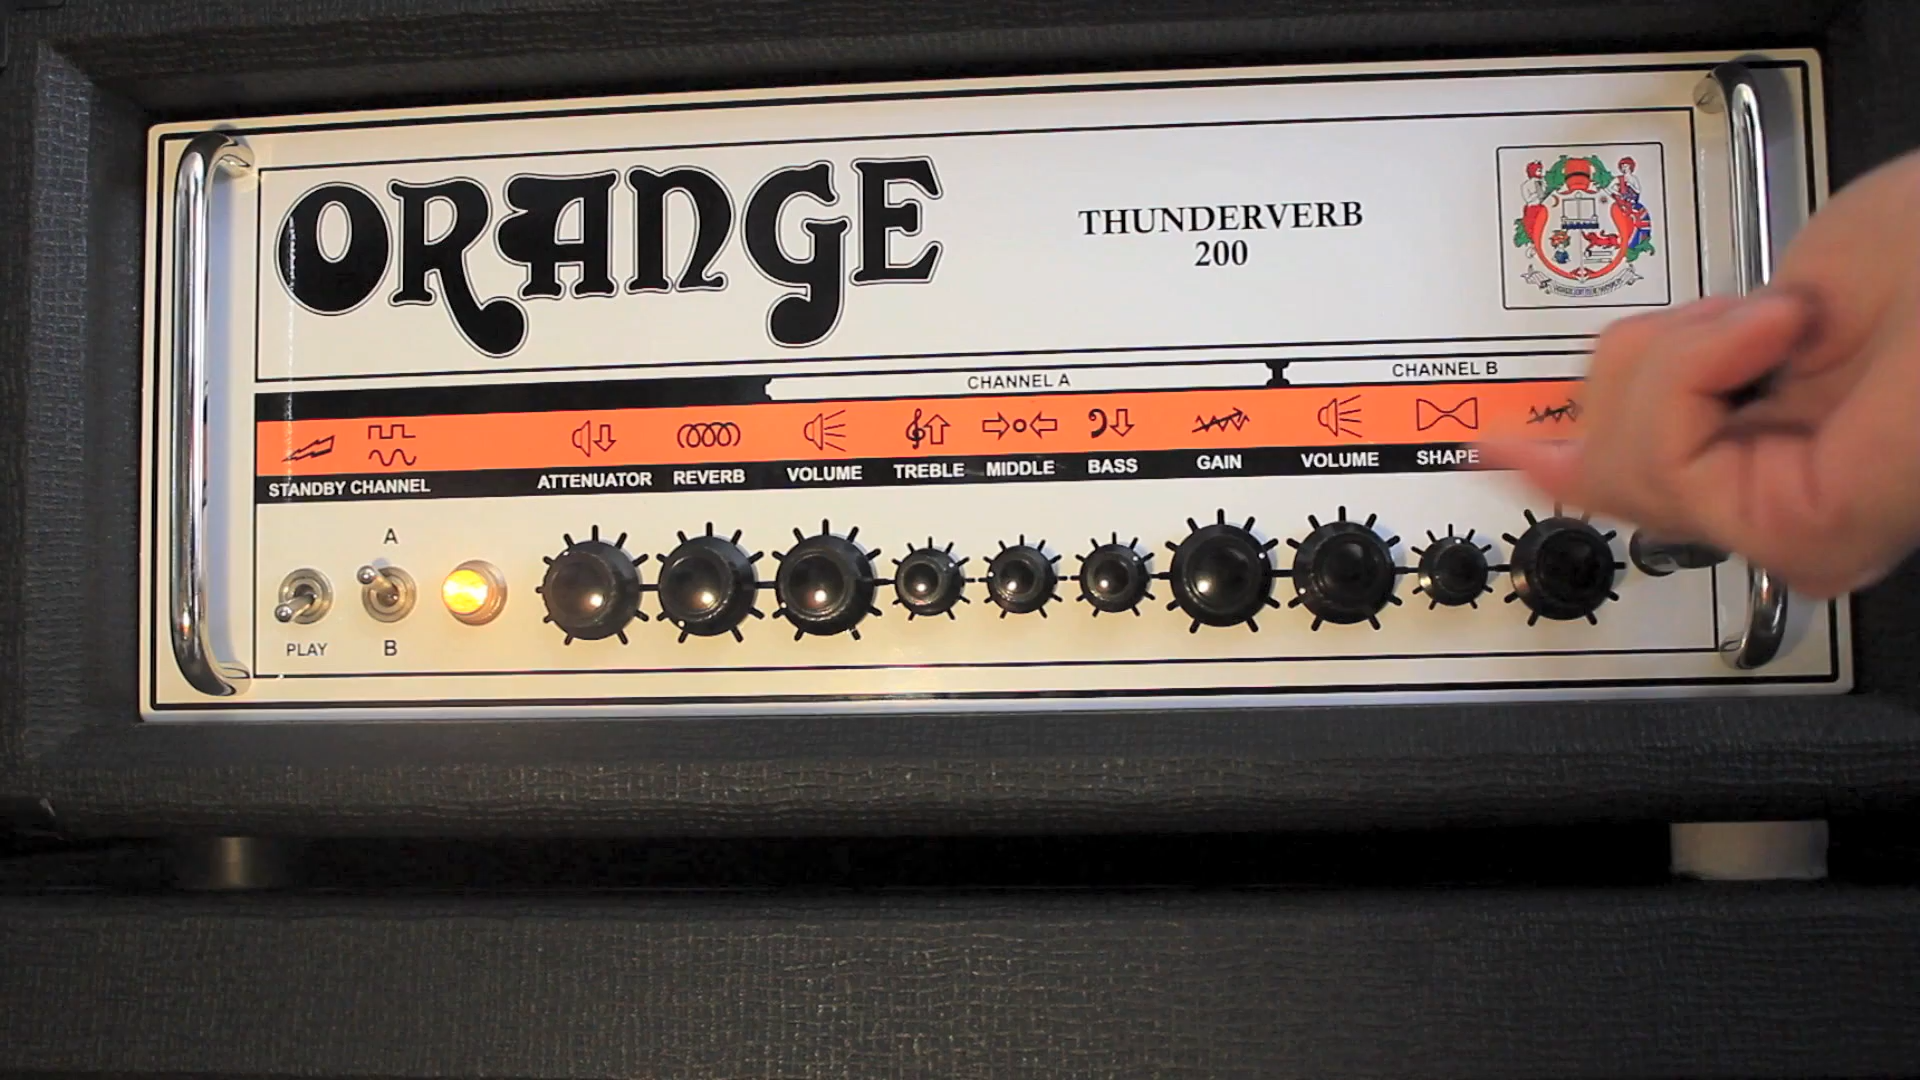 ORANGE
THUNDERVERB
200
CHANNEL A
CHANNEL B
STANDBY CHANNEL
ATTENUATOR
REVERB
VOLUME
TREBLE
MIDDLE
BASS
GAIN
VOLUME
SHAPE
A
PLAY
B